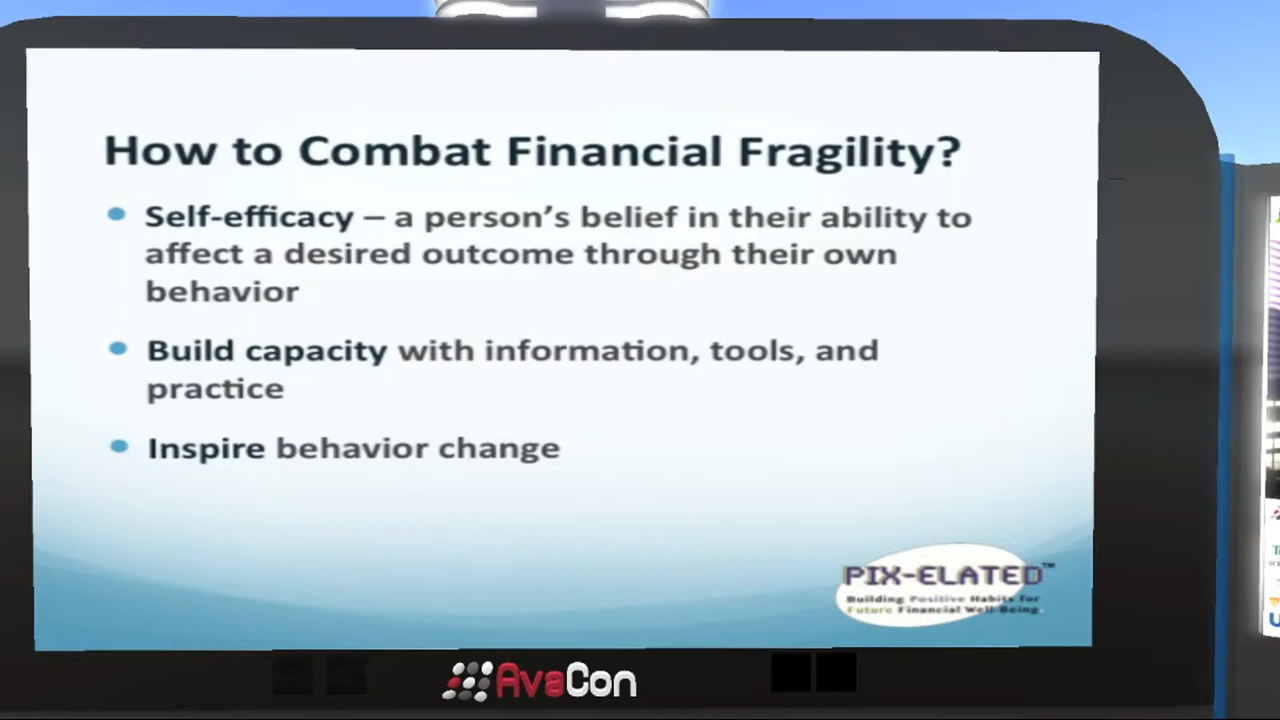 How to Combat Financial Fragility?
Self-efficacy – a person's belief in their ability to
affect a desired outcome through their own
behavior
Build capacity with information, tools, and
practice
Inspire behavior change
PIX-ELATED™
Building Positive Habits for
Future Financial Well-Being
AvaCon